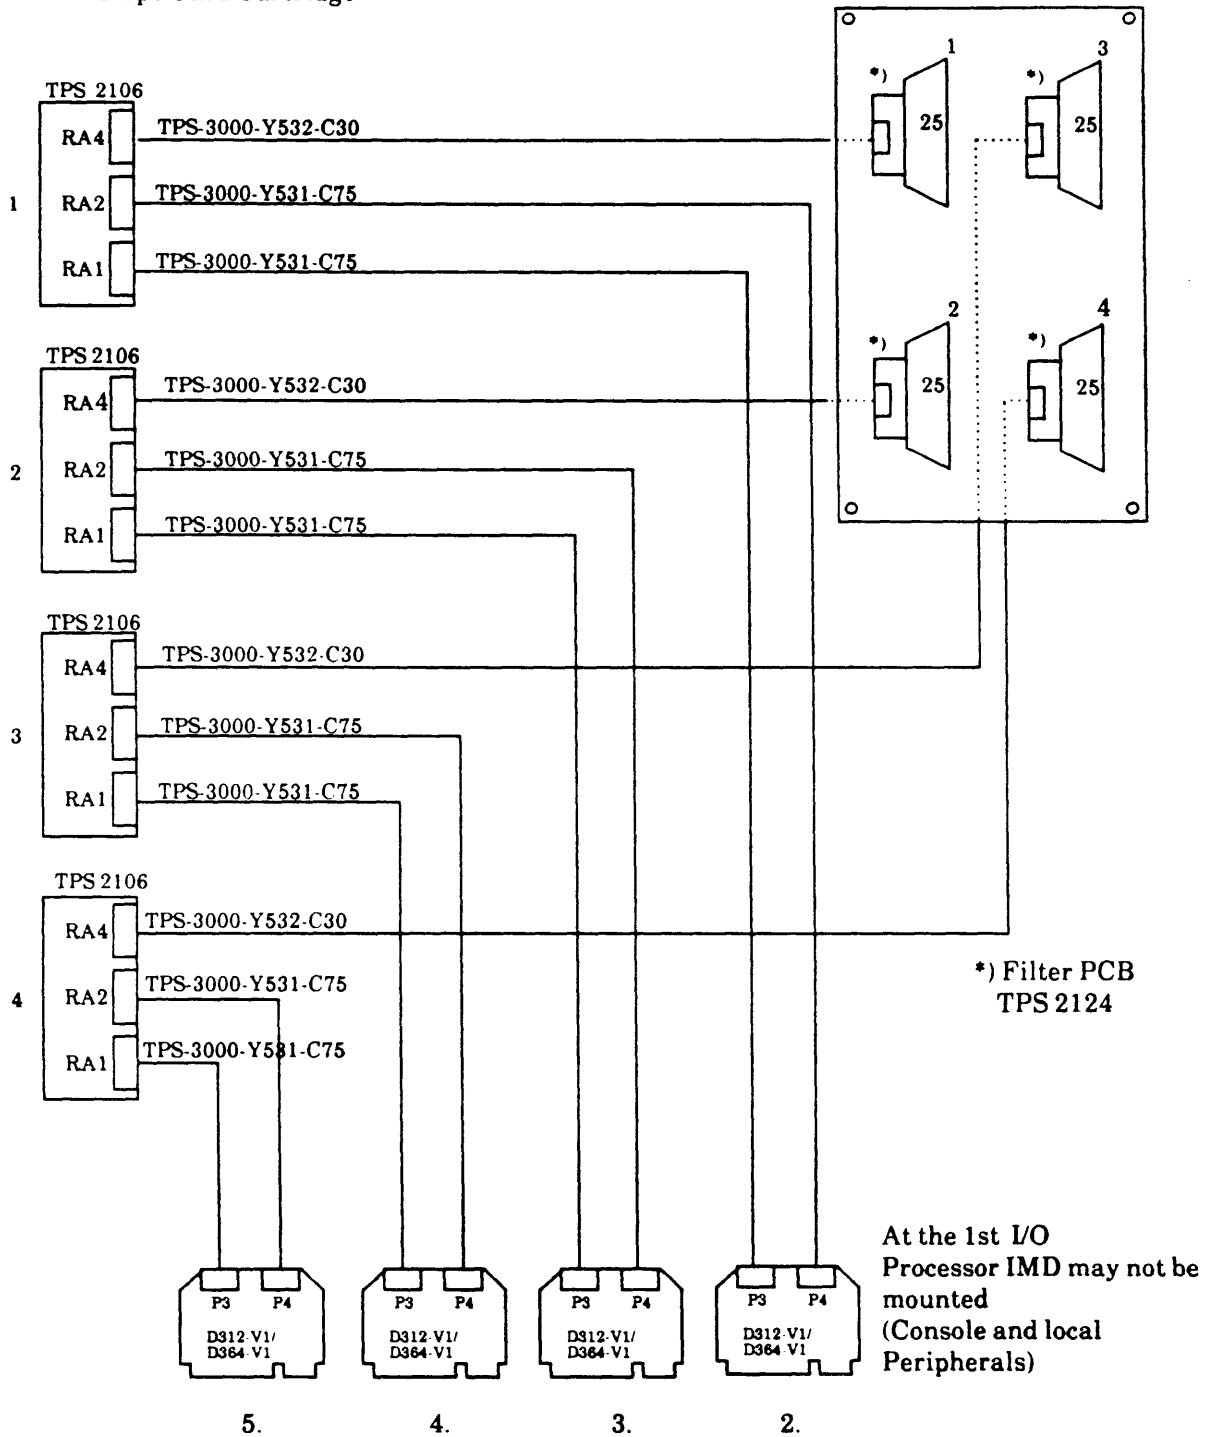 TPS 2106
RA4
TPS-3000-Y532-C30
1
RA2
TPS-3000-Y531-C75
RA1
TPS-3000-Y531-C75
TPS 2106
RA4
TPS-3000-Y532-C30
2
RA2
TPS-3000-Y531-C75
RA1
TPS-3000-Y531-C75
TPS 2106
RA4
TPS-3000-Y532-C30
3
RA2
TPS-3000-Y531-C75
RA1
TPS-3000-Y531-C75
TPS 2106
RA4
TPS-3000-Y532-C30
4
RA2
TPS-3000-Y531-C75
RA1
TPS-3000-Y531-C75
1
*)
25
3
*)
25
2
*)
25
4
*)
25
*) Filter PCB
TPS 2124
P3 P4
D312-V1/
D364-V1
5.
P3 P4
D312-V1/
D364-V1
4.
P3 P4
D312-V1/
D364-V1
3.
P3 P4
D312-V1/
D364-V1
2.
At the 1st I/O
Processor IMD may not be
mounted
(Console and local
Peripherals)